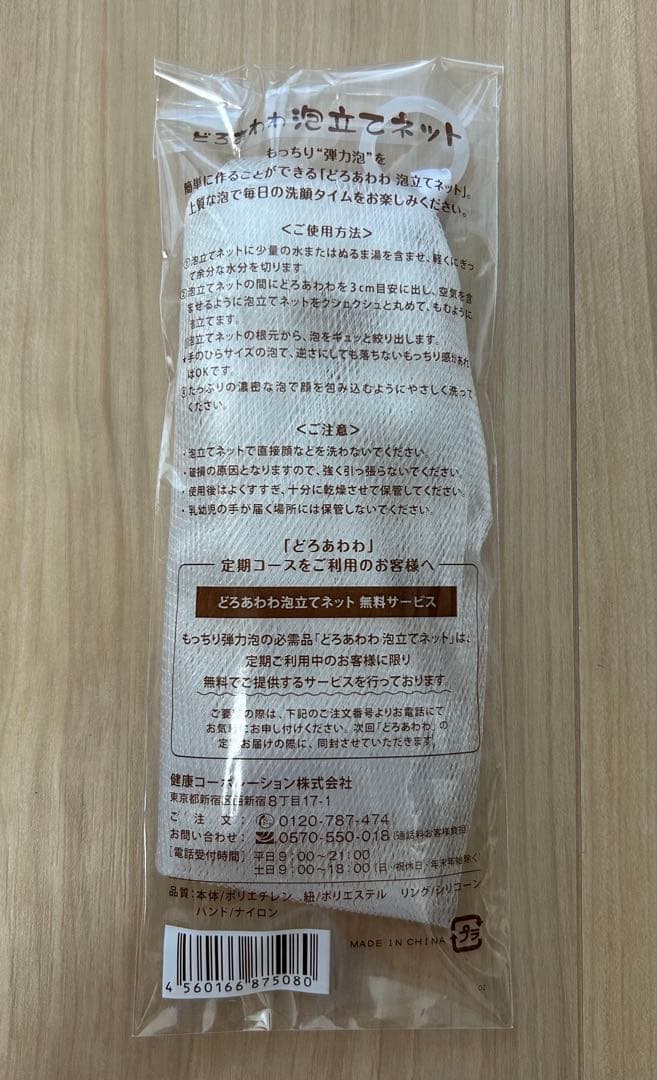 どろあわわ 泡立てネット
もっちり“弾力泡”を
簡単に作ることができる「どろあわわ 泡立てネット」。
上質な泡で毎日の洗顔タイムをお楽しみください。
<ご使用方法>
①泡立てネットに少量の水またはぬるま湯を含ませ、軽くにぎっ
て余分な水分を切ります。
②泡立てネットの間にどろあわわを3cm目安に出し、空気を含
ませるように泡立てネットをクシュクシュと丸めて、もむように
泡立てます。
③泡立てネットの根元から、泡をギュッと絞り出します。
★手のひらサイズの泡で、逆さにしても落ちないもっちり感があれ
ばOKです。
④たっぷりの濃密な泡で顔を包み込むようにやさしく洗って
ください。
<ご注意>
・泡立てネットで直接顔などを洗わないでください。
・破損の原因となりますので、強く引っ張らないでください。
・使用後はよくすすぎ、十分に乾燥させて保管してください。
・乳幼児の手が届く場所には保管しないでください。
「どろあわわ」
定期コースをご利用のお客様へ
どろあわわ泡立てネット 無料サービス
もっちり弾力泡の必需品「どろあわわ 泡立てネット」は、
定期ご利用中のお客様に限り
無料でご提供するサービスを行っております。
ご要望の際は、下記のご注文番号よりお電話にて
お気軽にお申し付けください。次回「どろあわわ」の
定期お届けの際に、同封させていただきます。
健康コーポレーション株式会社
東京都新宿区西新宿8丁目17-1
ご注文: 0120-787-474
お問い合わせ: 0570-550-018(通話料お客様負担)
[電話受付時間] 平日9:00~21:00
土日9:00~18:00(日・祝休日、年末年始除く)
品質:本体/ポリエチレン 紐/ポリエステル リング/シリコーン
バンド/ナイロン
MADE IN CHINA プラ
4 560166 875080
02